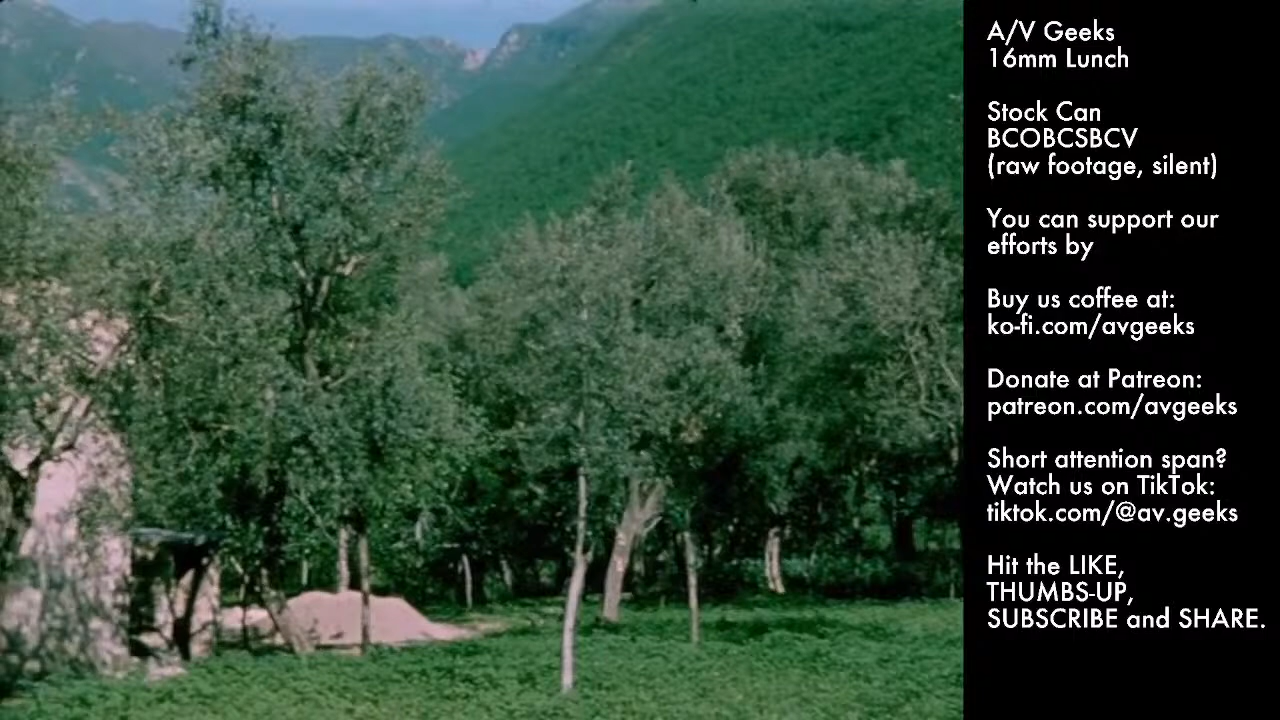 A/V Geeks
16mm Lunch
Stock Can
BCOBCSBCV
(raw footage, silent)
You can support our
efforts by
Buy us coffee at:
ko-fi.com/avgeeks
Donate at Patreon:
patreon.com/avgeeks
Short attention span?
Watch us on TikTok:
tiktok.com/@av.geeks
Hit the LIKE,
THUMBS-UP,
SUBSCRIBE and SHARE.